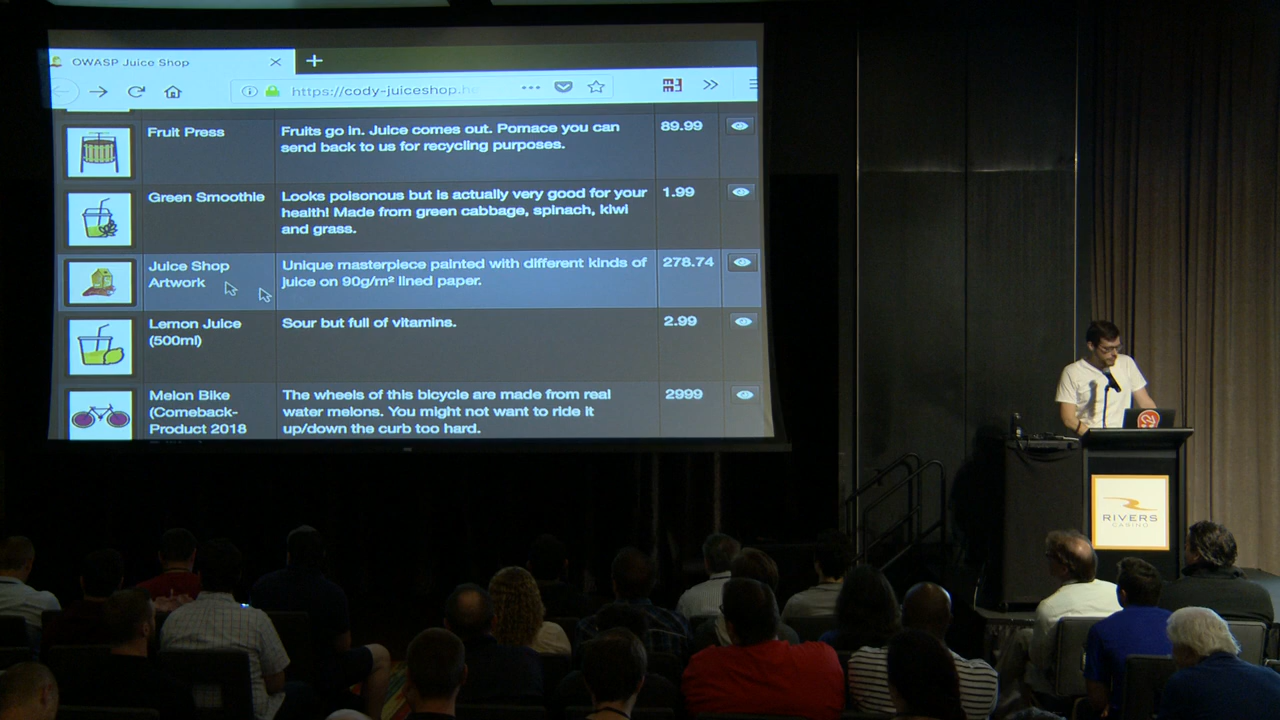 OWASP Juice Shop
https://cody-juiceshop.he
Fruit Press
Fruits go in. Juice comes out. Pomace you can
send back to us for recycling purposes.
89.99
Green Smoothie
Looks poisonous but is actually very good for your
health! Made from green cabbage, spinach, kiwi
and grass.
1.99
Juice Shop
Artwork
Unique masterpiece painted with different kinds of
juice on 90g/m² lined paper.
278.74
Lemon Juice
(500ml)
Sour but full of vitamins.
2.99
Melon Bike
(Comeback-
Product 2018
The wheels of this bicycle are made from real
water melons. You might not want to ride it
up/down the curb too hard.
2999
RIVERS
CASINO